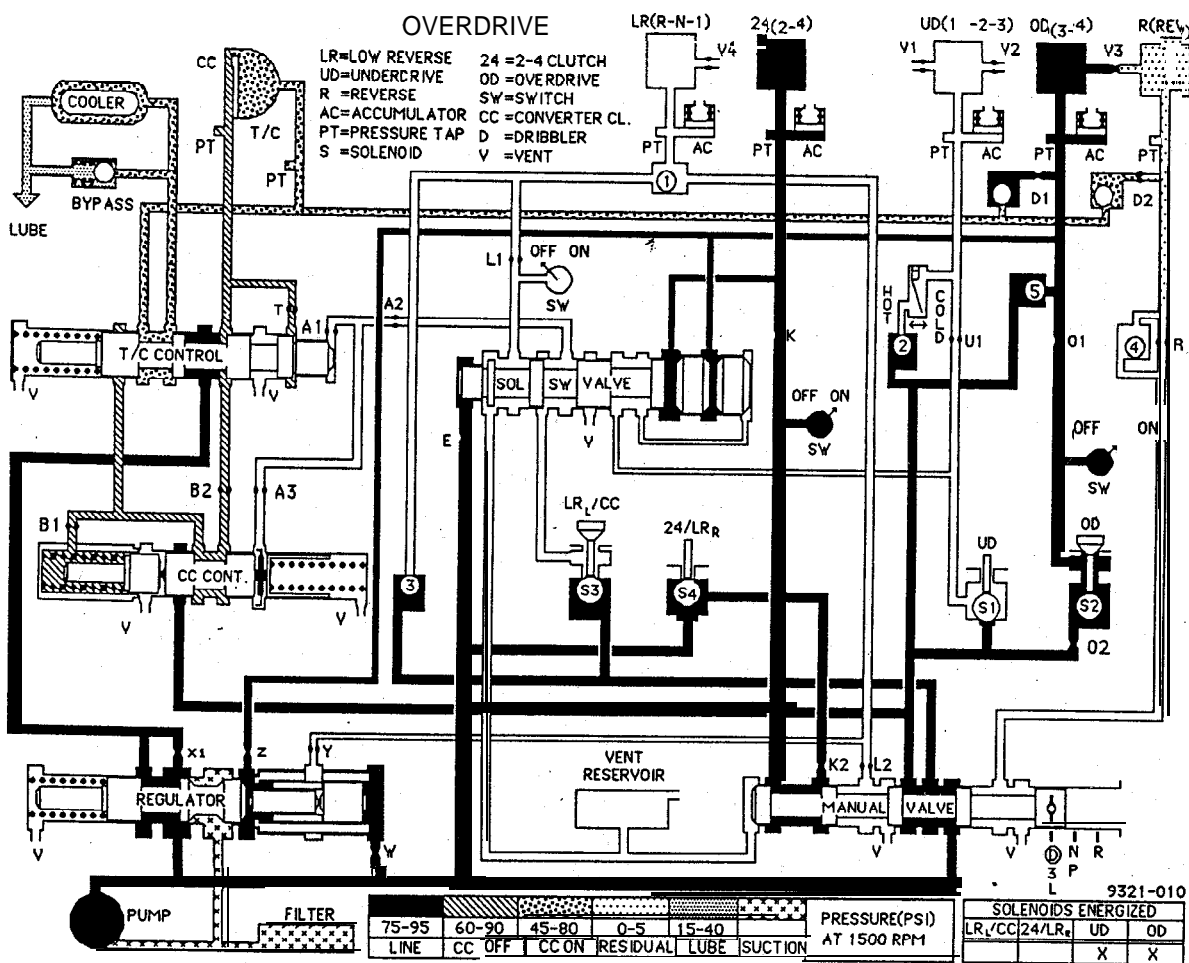 OVERDRIVE
LR(R-N-1)
24(2-4)
UD(1 -2-3)
OD(3-4)
R(REV)
LR=LOW REVERSE
UD=UNDERDRIVE
R =REVERSE
AC=ACCUMULATOR
PT=PRESSURE TAP
S =SOLENOID
24 =2-4 CLUTCH
OD =OVERDRIVE
SW=SWITCH
CC =CONVERTER CL.
D =DRIBBLER
V =VENT
V4
V1
V2
V3
CC
COOLER
T/C
PT
PT
BYPASS
LUBE
PT
AC
PT
AC
PT
AC
PT
AC
PT
1
D1
D2
L1
OFF ON
SW
A2
T
A1
HOT
COLD
5
2
U1
K
O1
4
R
T/C CONTROL
V
V
SOL
SW
VALVE
V
E
OFF ON
SW
OFF ON
SW
B2
A3
B1
LRL/CC
24/LRR
UD
OD
CC CONT.
V
V
3
S3
S4
S1
S2
O2
X1
Z
Y
VENT
RESERVOIR
K2
L2
REGULATOR
V
W
MANUAL
VALVE
V
V
D
3
L
N
P
R
9321-010
PUMP
FILTER
75-95
60-90
45-80
0-5
15-40
LINE
CC OFF
CC ON
RESIDUAL
LUBE
SUCTION
PRESSURE(PSI)
AT 1500 RPM
SOLENOIDS ENERGIZED
LRL/CC
24/LRR
UD
OD
X
X